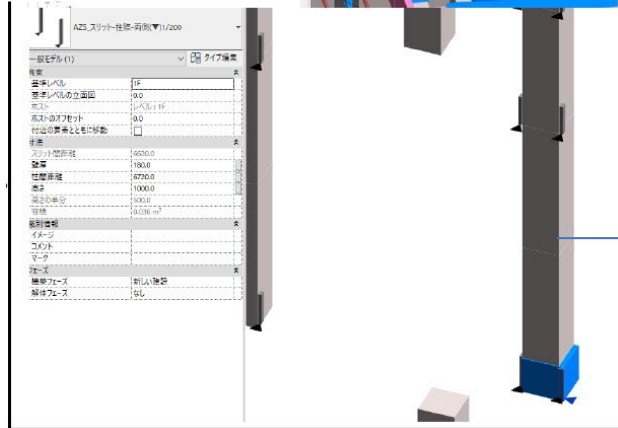 AZ5_スリット-柱際-両側(▼)1/200
一般モデル (1)
タイプ編集
拘束
基準レベル
1F
基準レベルの立面図
0.0
ホスト
レベル : 1F
ホストのオフセット
0.0
付近の要素とともに移動
寸法
スリット間距離
6620.0
壁厚
180.0
柱間距離
6720.0
高さ
1000.0
高さの半分
500.0
容積
0.036 m³
識別情報
イメージ
コメント
マーク
フェーズ
構築フェーズ
新しい建設
解体フェーズ
なし